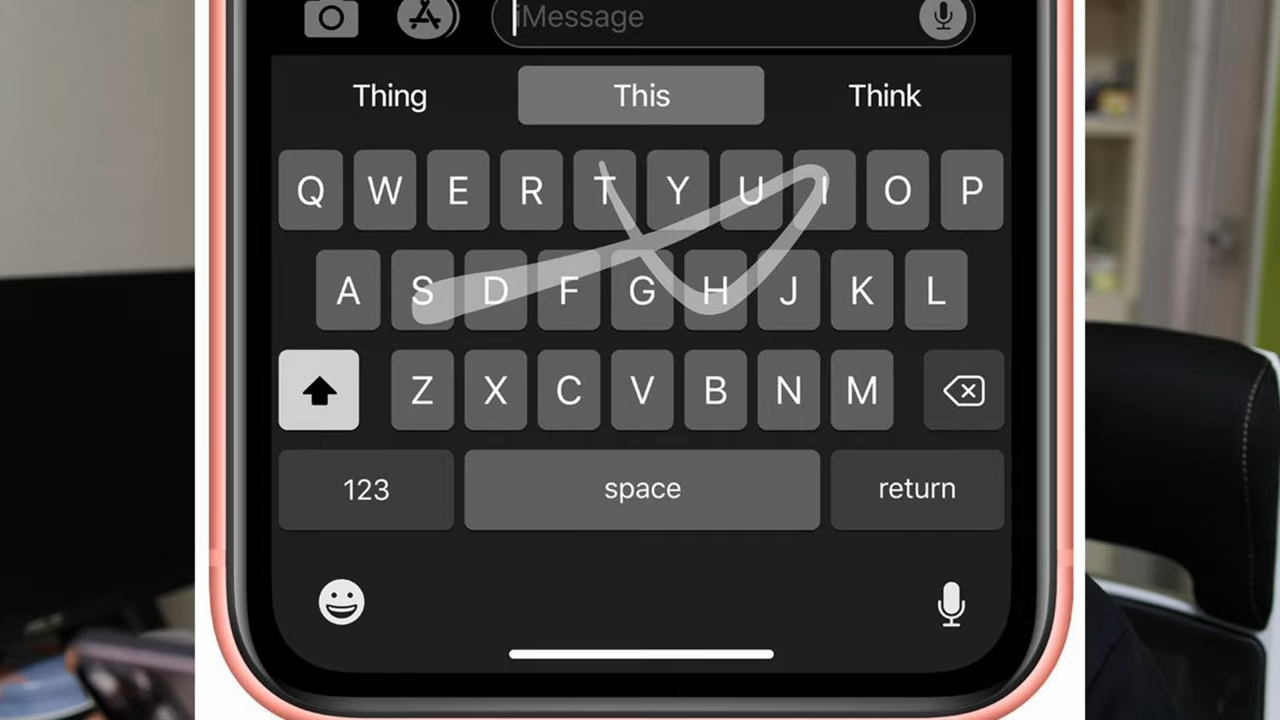 iMessage
Thing This Think
Q W E R T Y U I O P
A S D F G H J K L
Z X C V B N M
123 space return